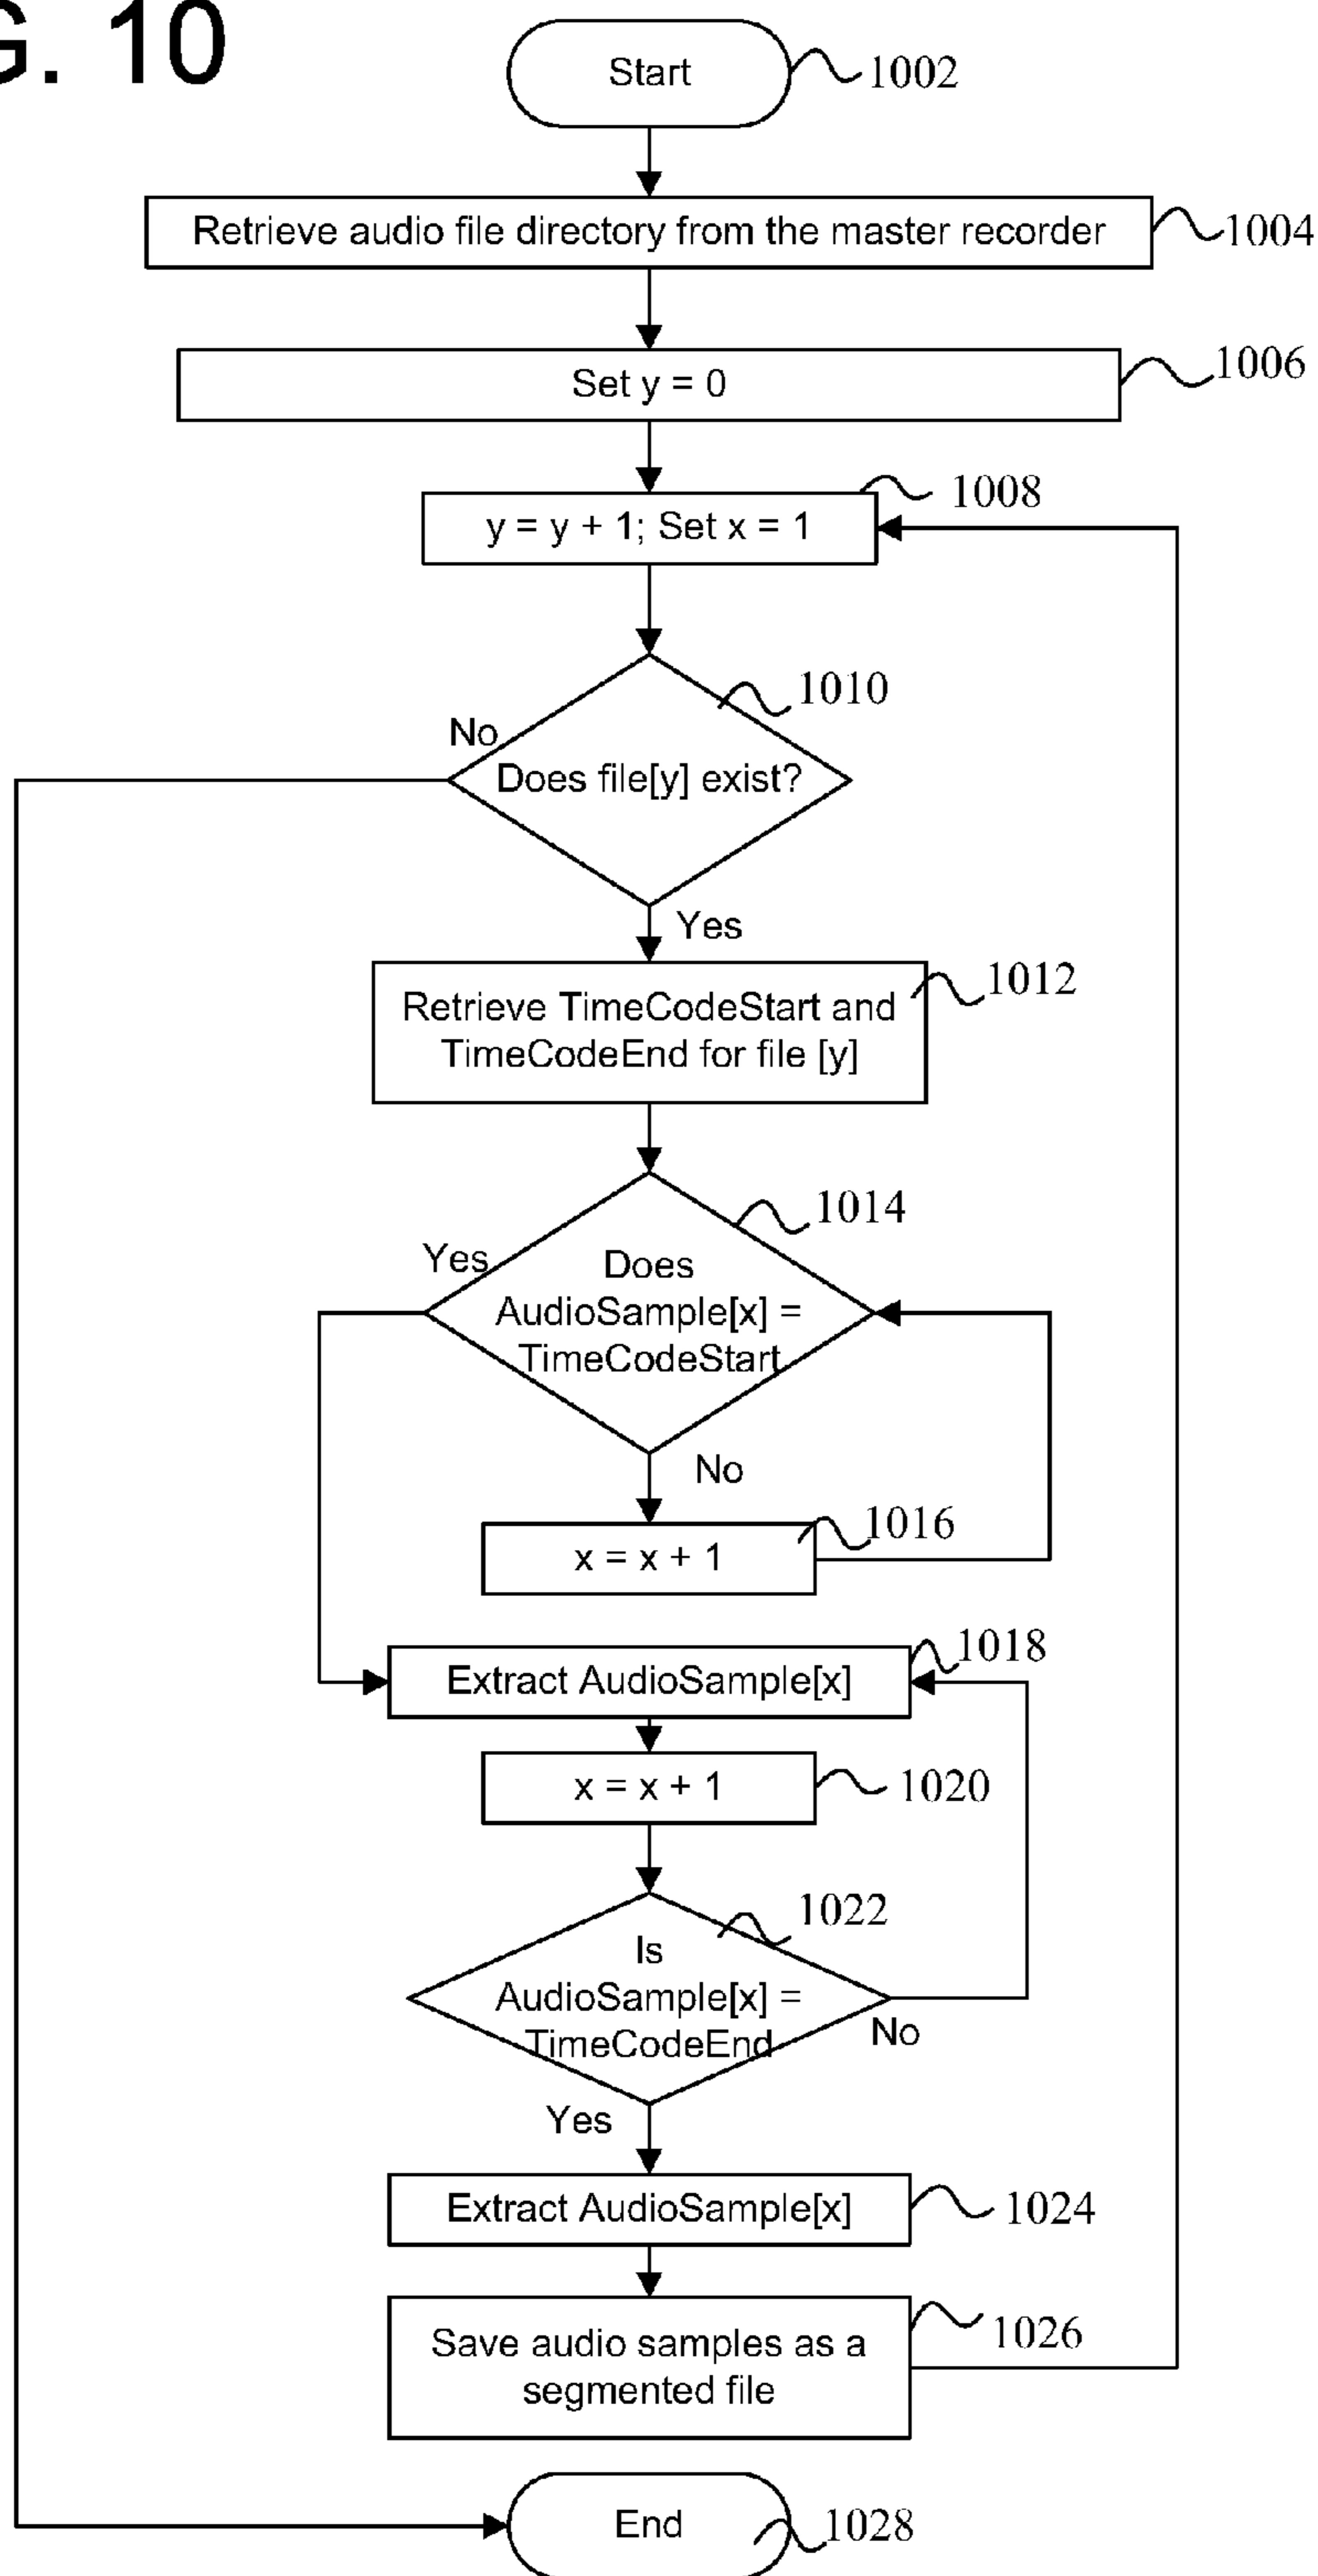 G. 10
Start
1002
Retrieve audio file directory from the master recorder
1004
Set y = 0
1006
y = y + 1; Set x = 1
1008
1010
No
Does file[y] exist?
Yes
Retrieve TimeCodeStart and
TimeCodeEnd for file [y]
1012
1014
Yes
Does
AudioSample[x] =
TimeCodeStart
No
x = x + 1
1016
Extract AudioSample[x]
1018
x = x + 1
1020
1022
Is
AudioSample[x] =
TimeCodeEnd
No
Yes
Extract AudioSample[x]
1024
Save audio samples as a
segmented file
1026
End
1028